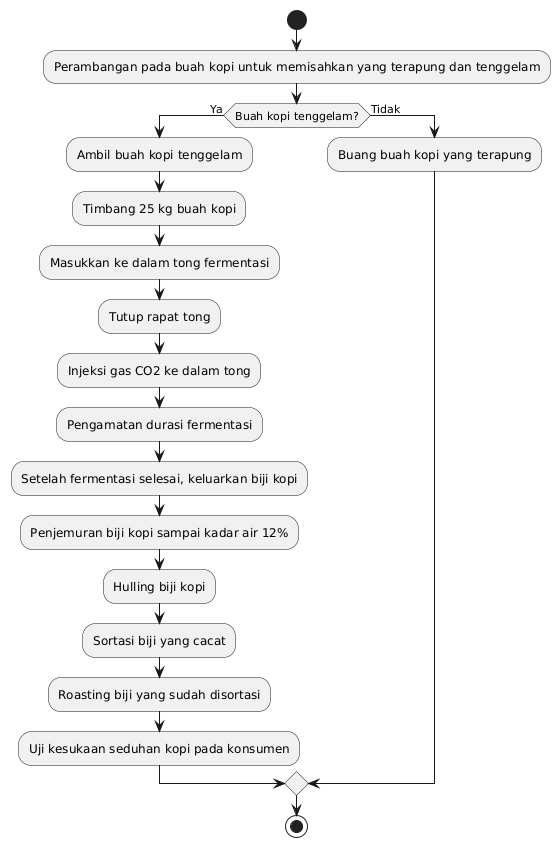 Perambangan pada buah kopi untuk memisahkan yang terapung dan tenggelam
Ya
Buah kopi tenggelam?
Tidak
Ambil buah kopi tenggelam
Buang buah kopi yang terapung
Timbang 25 kg buah kopi
Masukkan ke dalam tong fermentasi
Tutup rapat tong
Injeksi gas CO2 ke dalam tong
Pengamatan durasi fermentasi
Setelah fermentasi selesai, keluarkan biji kopi
Penjemuran biji kopi sampai kadar air 12%
Hulling biji kopi
Sortasi biji yang cacat
Roasting biji yang sudah disortasi
Uji kesukaan seduhan kopi pada konsumen